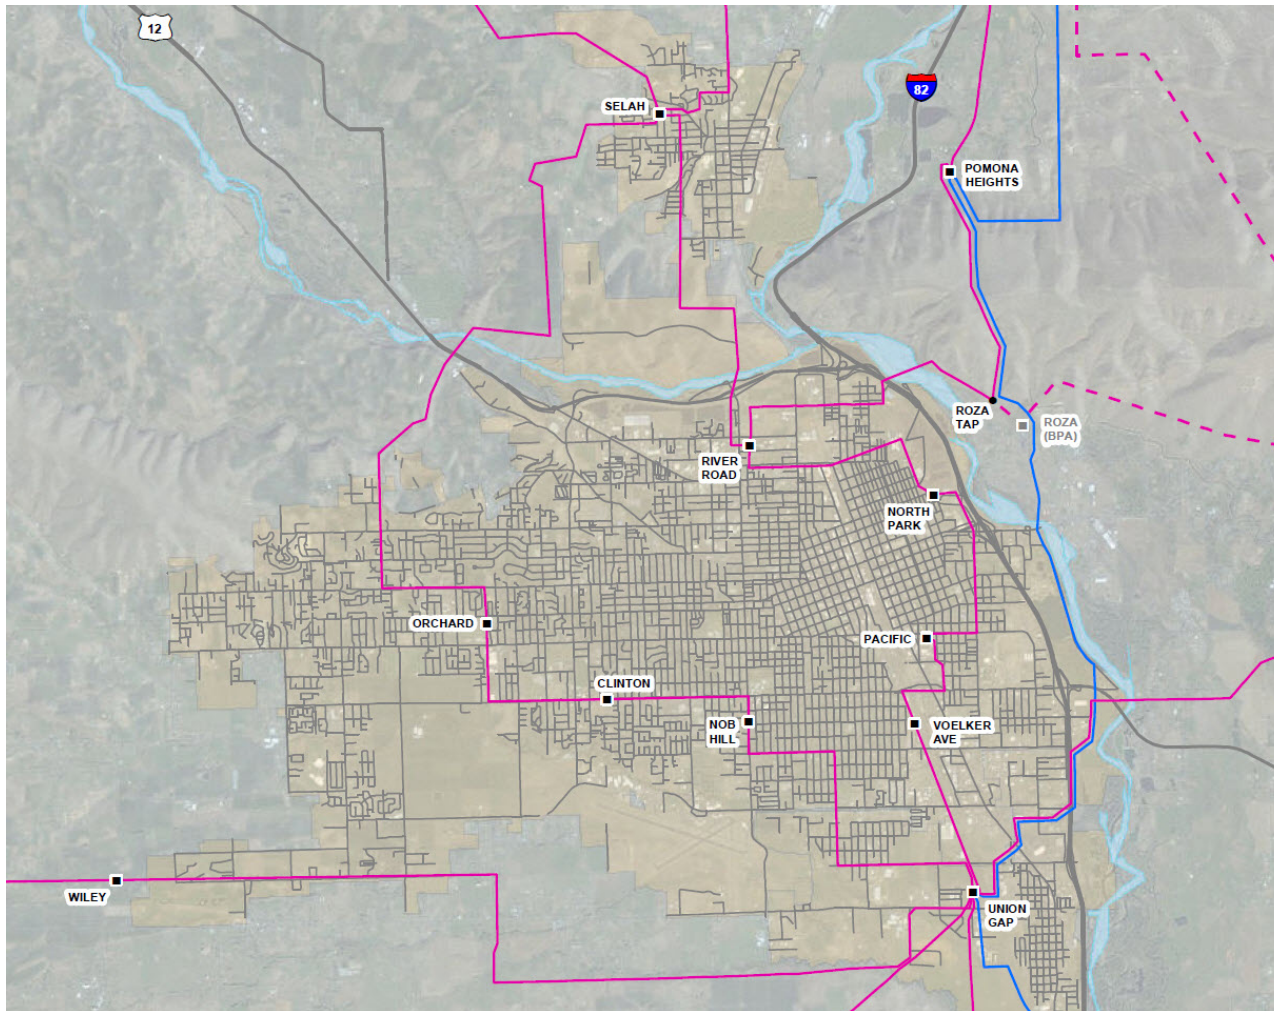 12
82
SELAH
POMONA
HEIGHTS
ROZA
TAP
ROZA
(BPA)
RIVER
ROAD
NORTH
PARK
ORCHARD
PACIFIC
CLINTON
NOB
HILL
VOELKER
AVE
WILEY
UNION
GAP